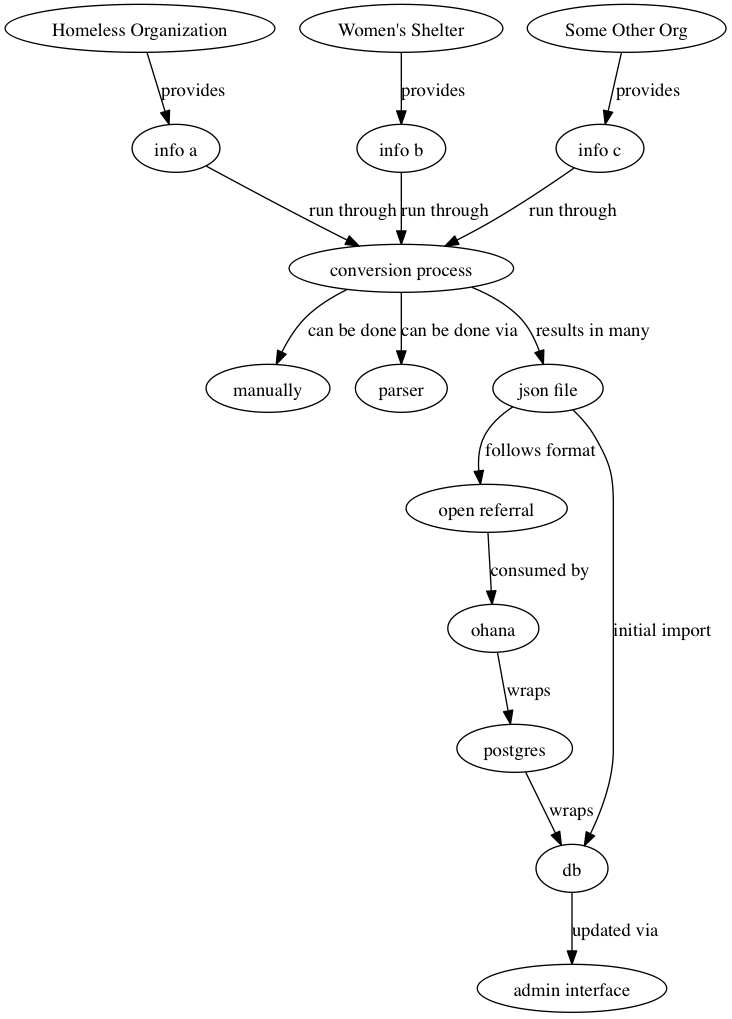 Homeless Organization
Women's Shelter
Some Other Org
provides
provides
provides
info a
info b
info c
run through
run through
run through
conversion process
can be done
can be done via
results in many
manually
parser
json file
follows format
open referral
consumed by
ohana
initial import
wraps
postgres
wraps
db
updated via
admin interface